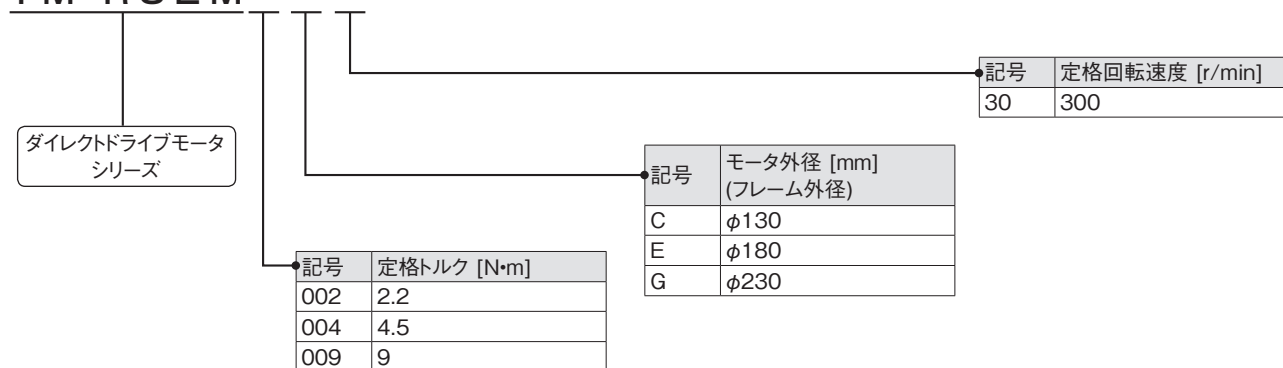 記号 定格回転速度 [r/min]
30 300
ダイレクトドライブモータ
シリーズ
記号 モータ外径 [mm]
(フレーム外径)
C φ130
E φ180
G φ230
記号 定格トルク [N•m]
002 2.2
004 4.5
009 9